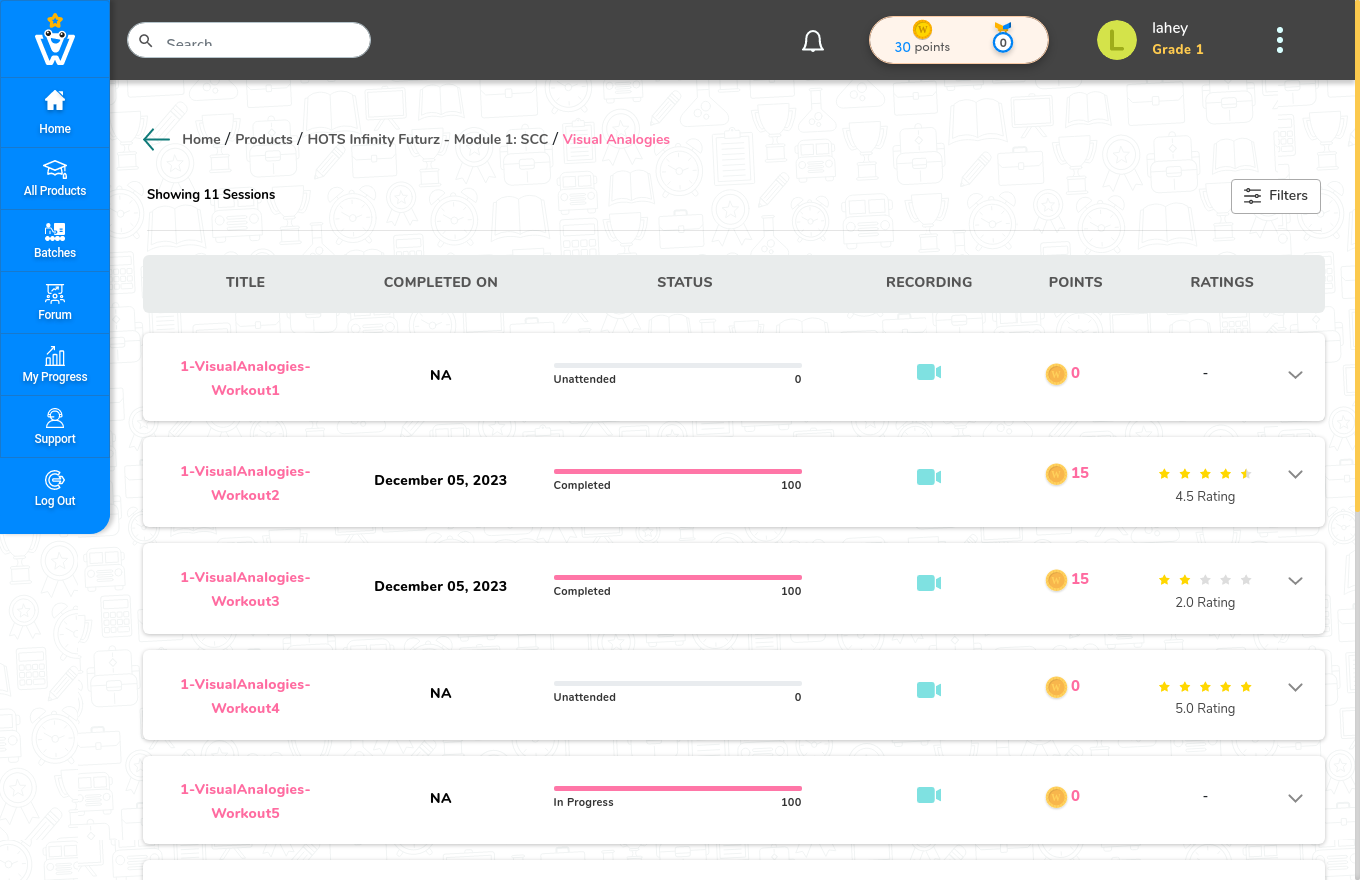 Search
W
30 points
0
L
lahey
Grade 1
Home
All Products
Batches
Forum
My Progress
Support
Log Out
Home / Products / HOTS Infinity Futurz - Module 1: SCC / Visual Analogies
Showing 11 Sessions
Filters
TITLE COMPLETED ON STATUS RECORDING POINTS RATINGS
1-VisualAnalogies-
Workout1
NA
Unattended 0
0
-
1-VisualAnalogies-
Workout2
December 05, 2023
Completed 100
15
4.5 Rating
1-VisualAnalogies-
Workout3
December 05, 2023
Completed 100
15
2.0 Rating
1-VisualAnalogies-
Workout4
NA
Unattended 0
0
5.0 Rating
1-VisualAnalogies-
Workout5
NA
In Progress 100
0
-